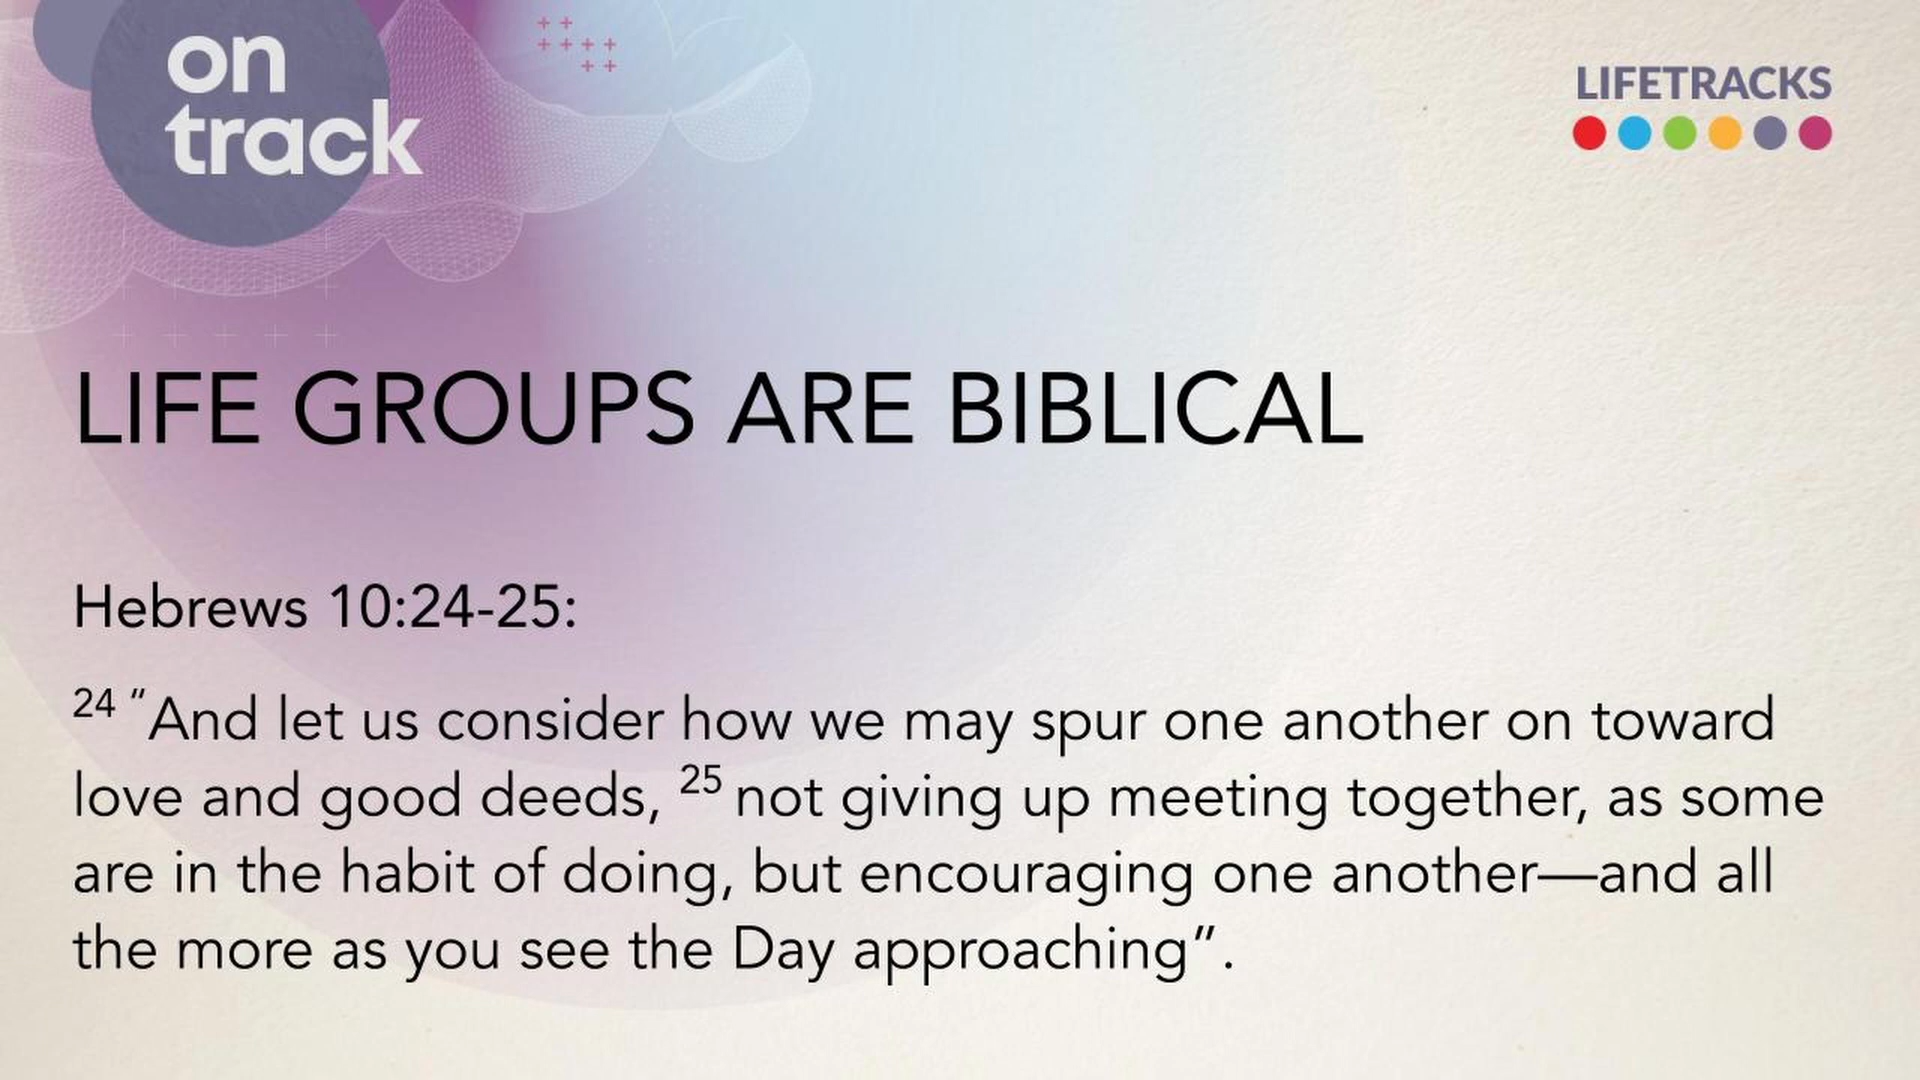 on
track
LIFETRACKS
LIFE GROUPS ARE BIBLICAL
Hebrews 10:24-25:
24 "And let us consider how we may spur one another on toward
love and good deeds, 25 not giving up meeting together, as some
are in the habit of doing, but encouraging one another—and all
the more as you see the Day approaching".